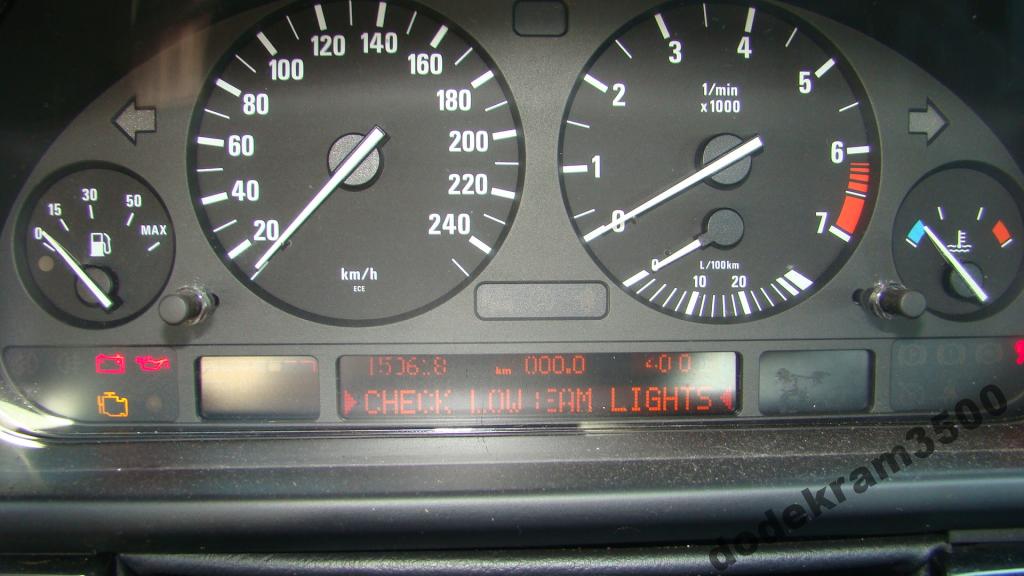 20 40 60 80 100 120 140 160 180 200 220 240
km/h
ECE
0 1 2 3 4 5 6 7
1/min
x1000
0 10 20
L/100km
0 15 30 50 MAX
km 000.0
CHECK LOW BEAM LIGHTS
dodekram3500